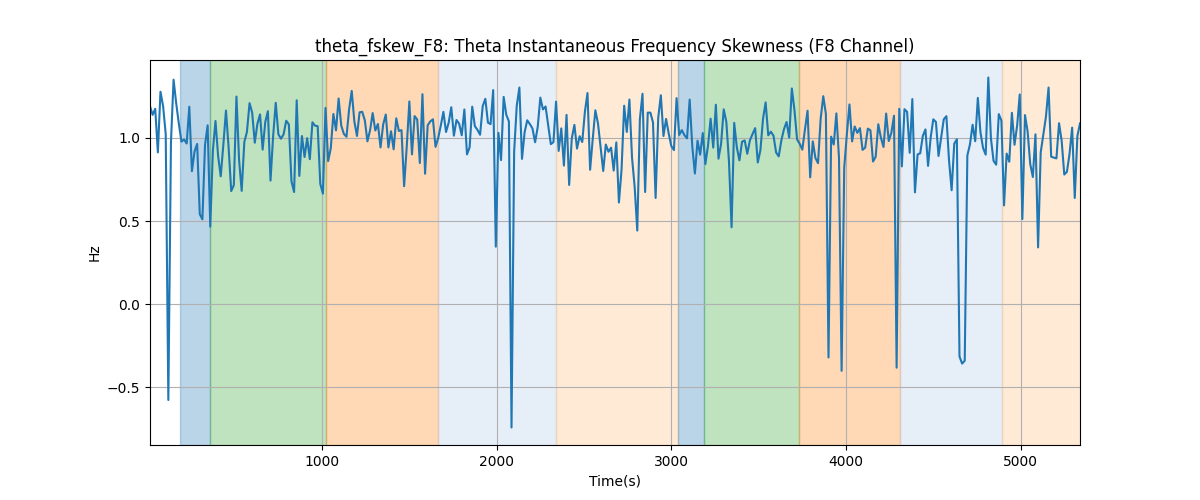 theta_fskew_F8: Theta Instantaneous Frequency Skewness (F8 Channel)
Hz
1.0
0.5
0.0
−0.5
1000 2000 3000 4000 5000
Time(s)